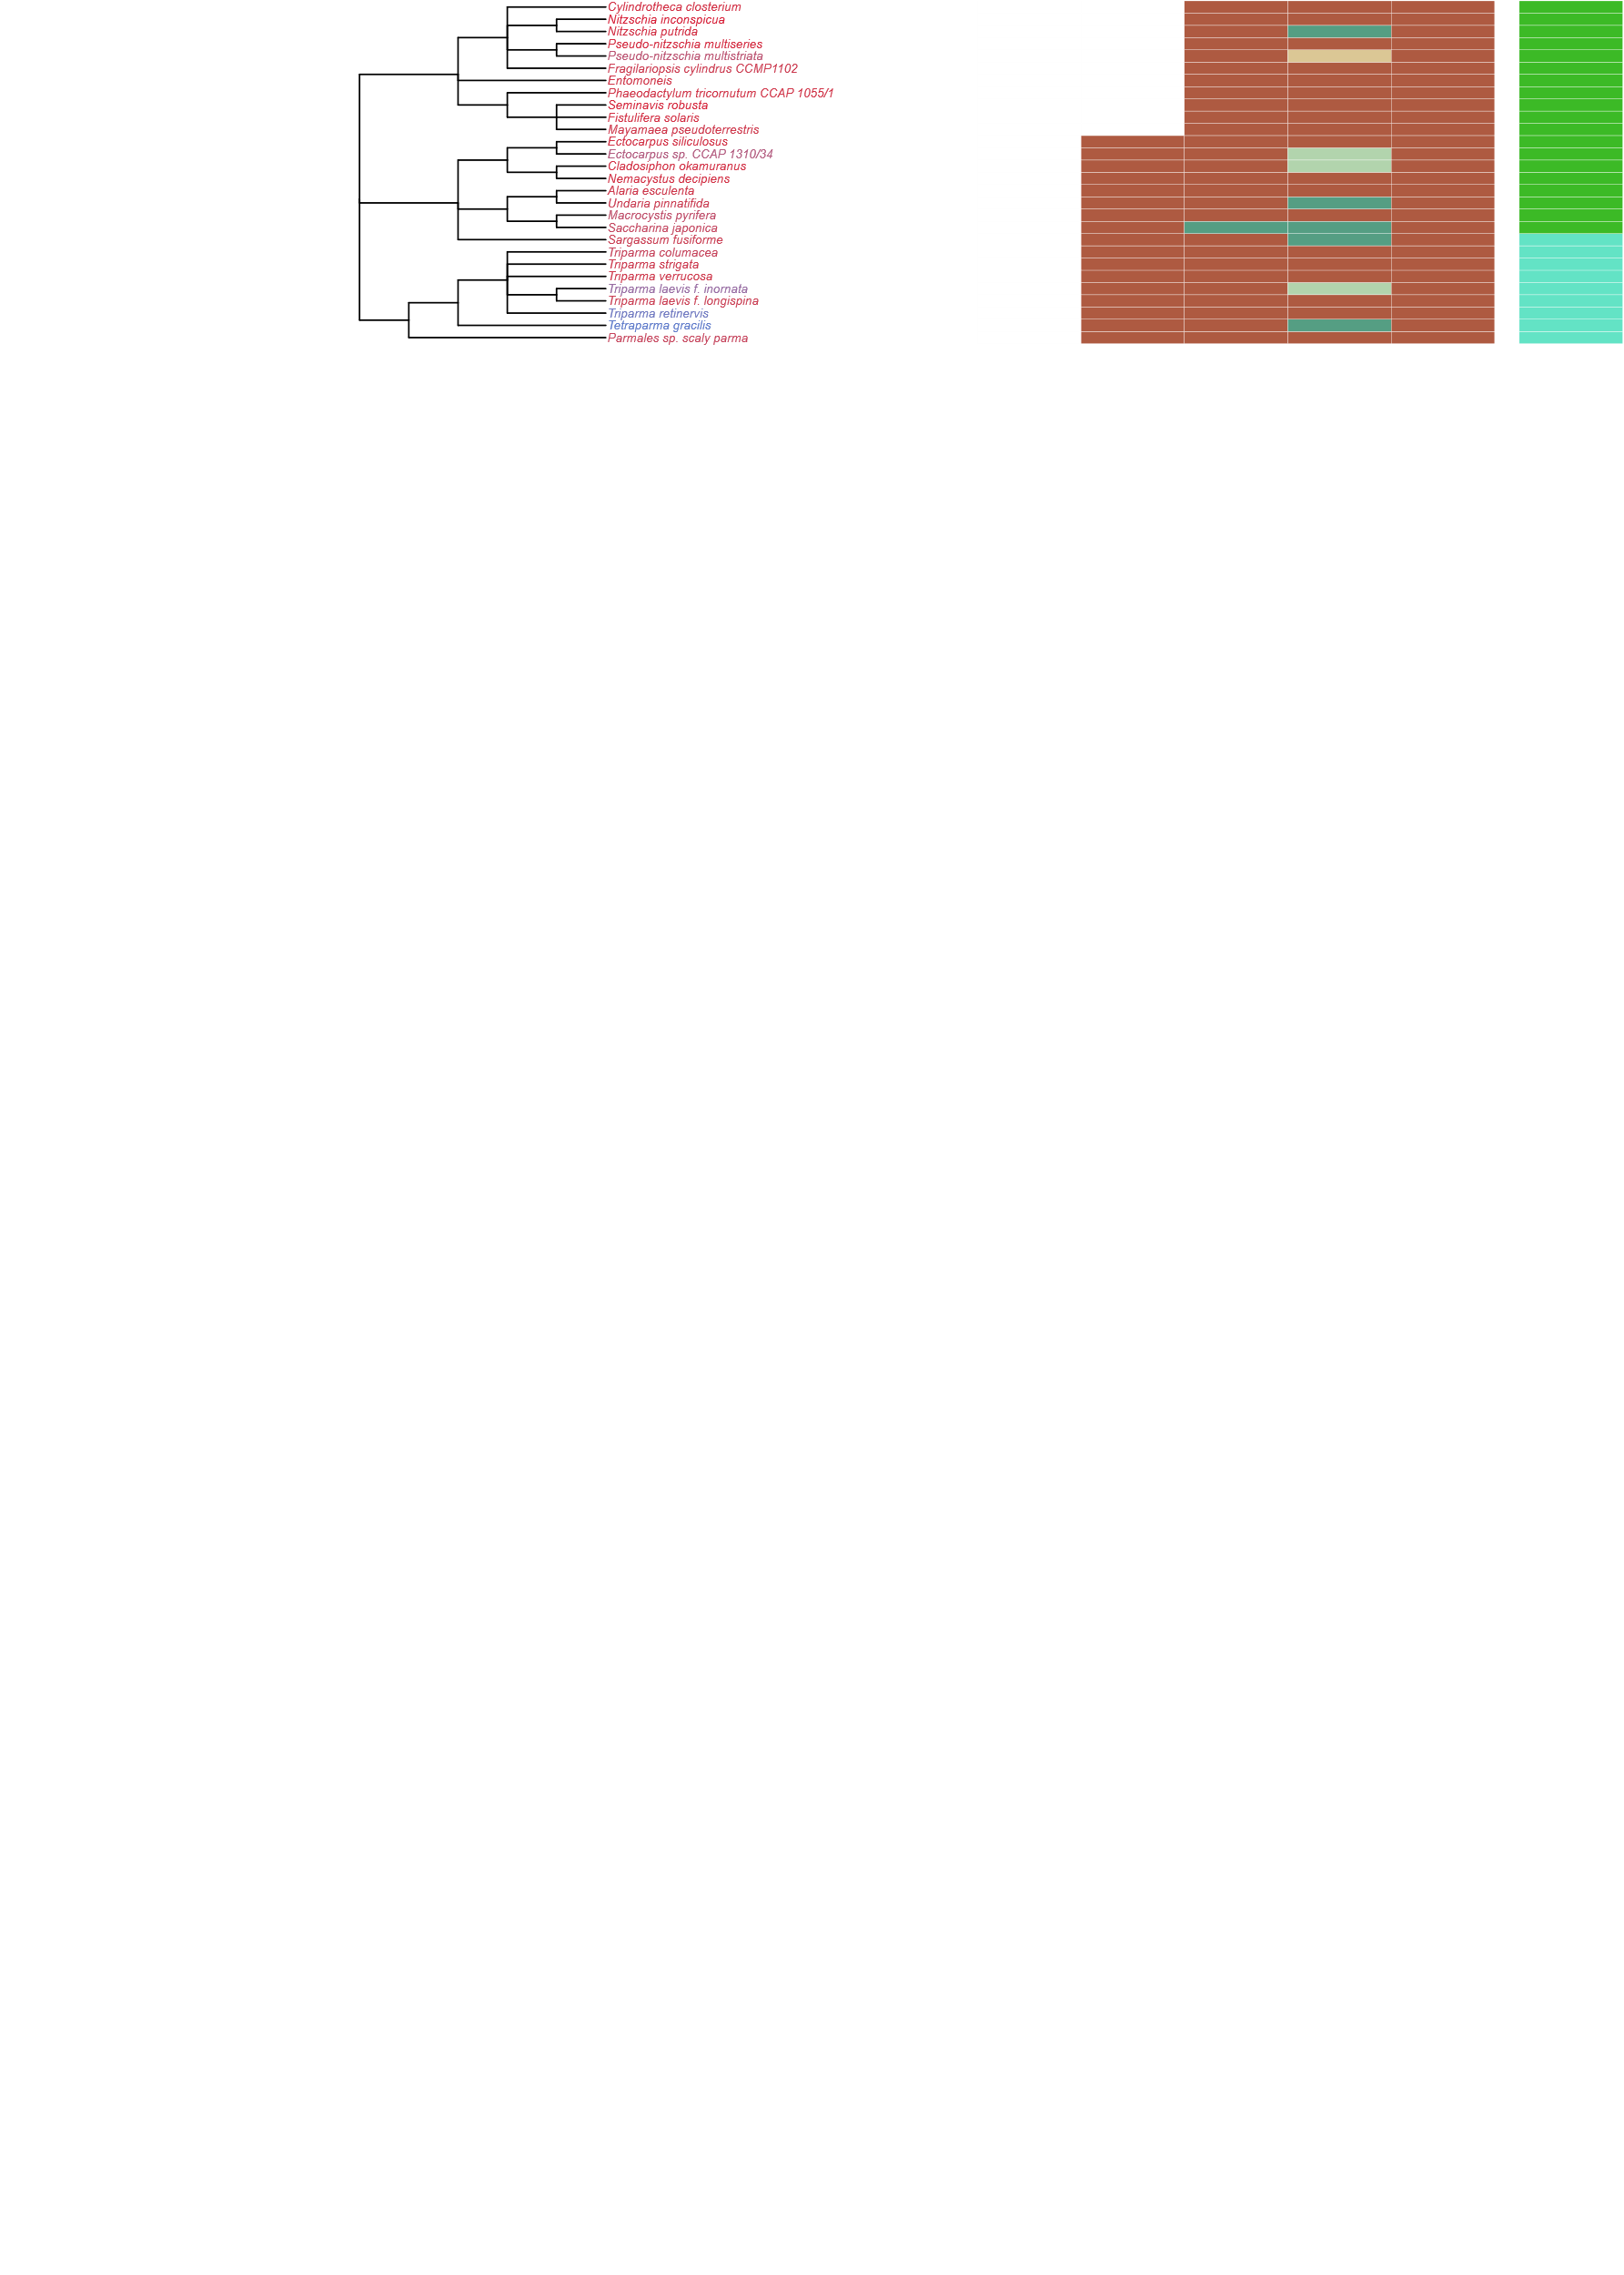 Cylindrotheca closterium
Nitzschia inconspicua
Nitzschia putrida
Pseudo-nitzschia multiseries
Pseudo-nitzschia multistriata
Fragilariopsis cylindrus CCMP1102
Entomoneis
Phaeodactylum tricornutum CCAP 1055/1
Seminavis robusta
Fistulifera solaris
Mayamaea pseudoterrestris
Ectocarpus siliculosus
Ectocarpus sp. CCAP 1310/34
Cladosiphon okamuranus
Nemacystus decipiens
Alaria esculenta
Undaria pinnatifida
Macrocystis pyrifera
Saccharina japonica
Sargassum fusiforme
Triparma columacea
Triparma strigata
Triparma verrucosa
Triparma laevis f. inornata
Triparma laevis f. longispina
Triparma retinervis
Tetraparma gracilis
Parmales sp. scaly parma